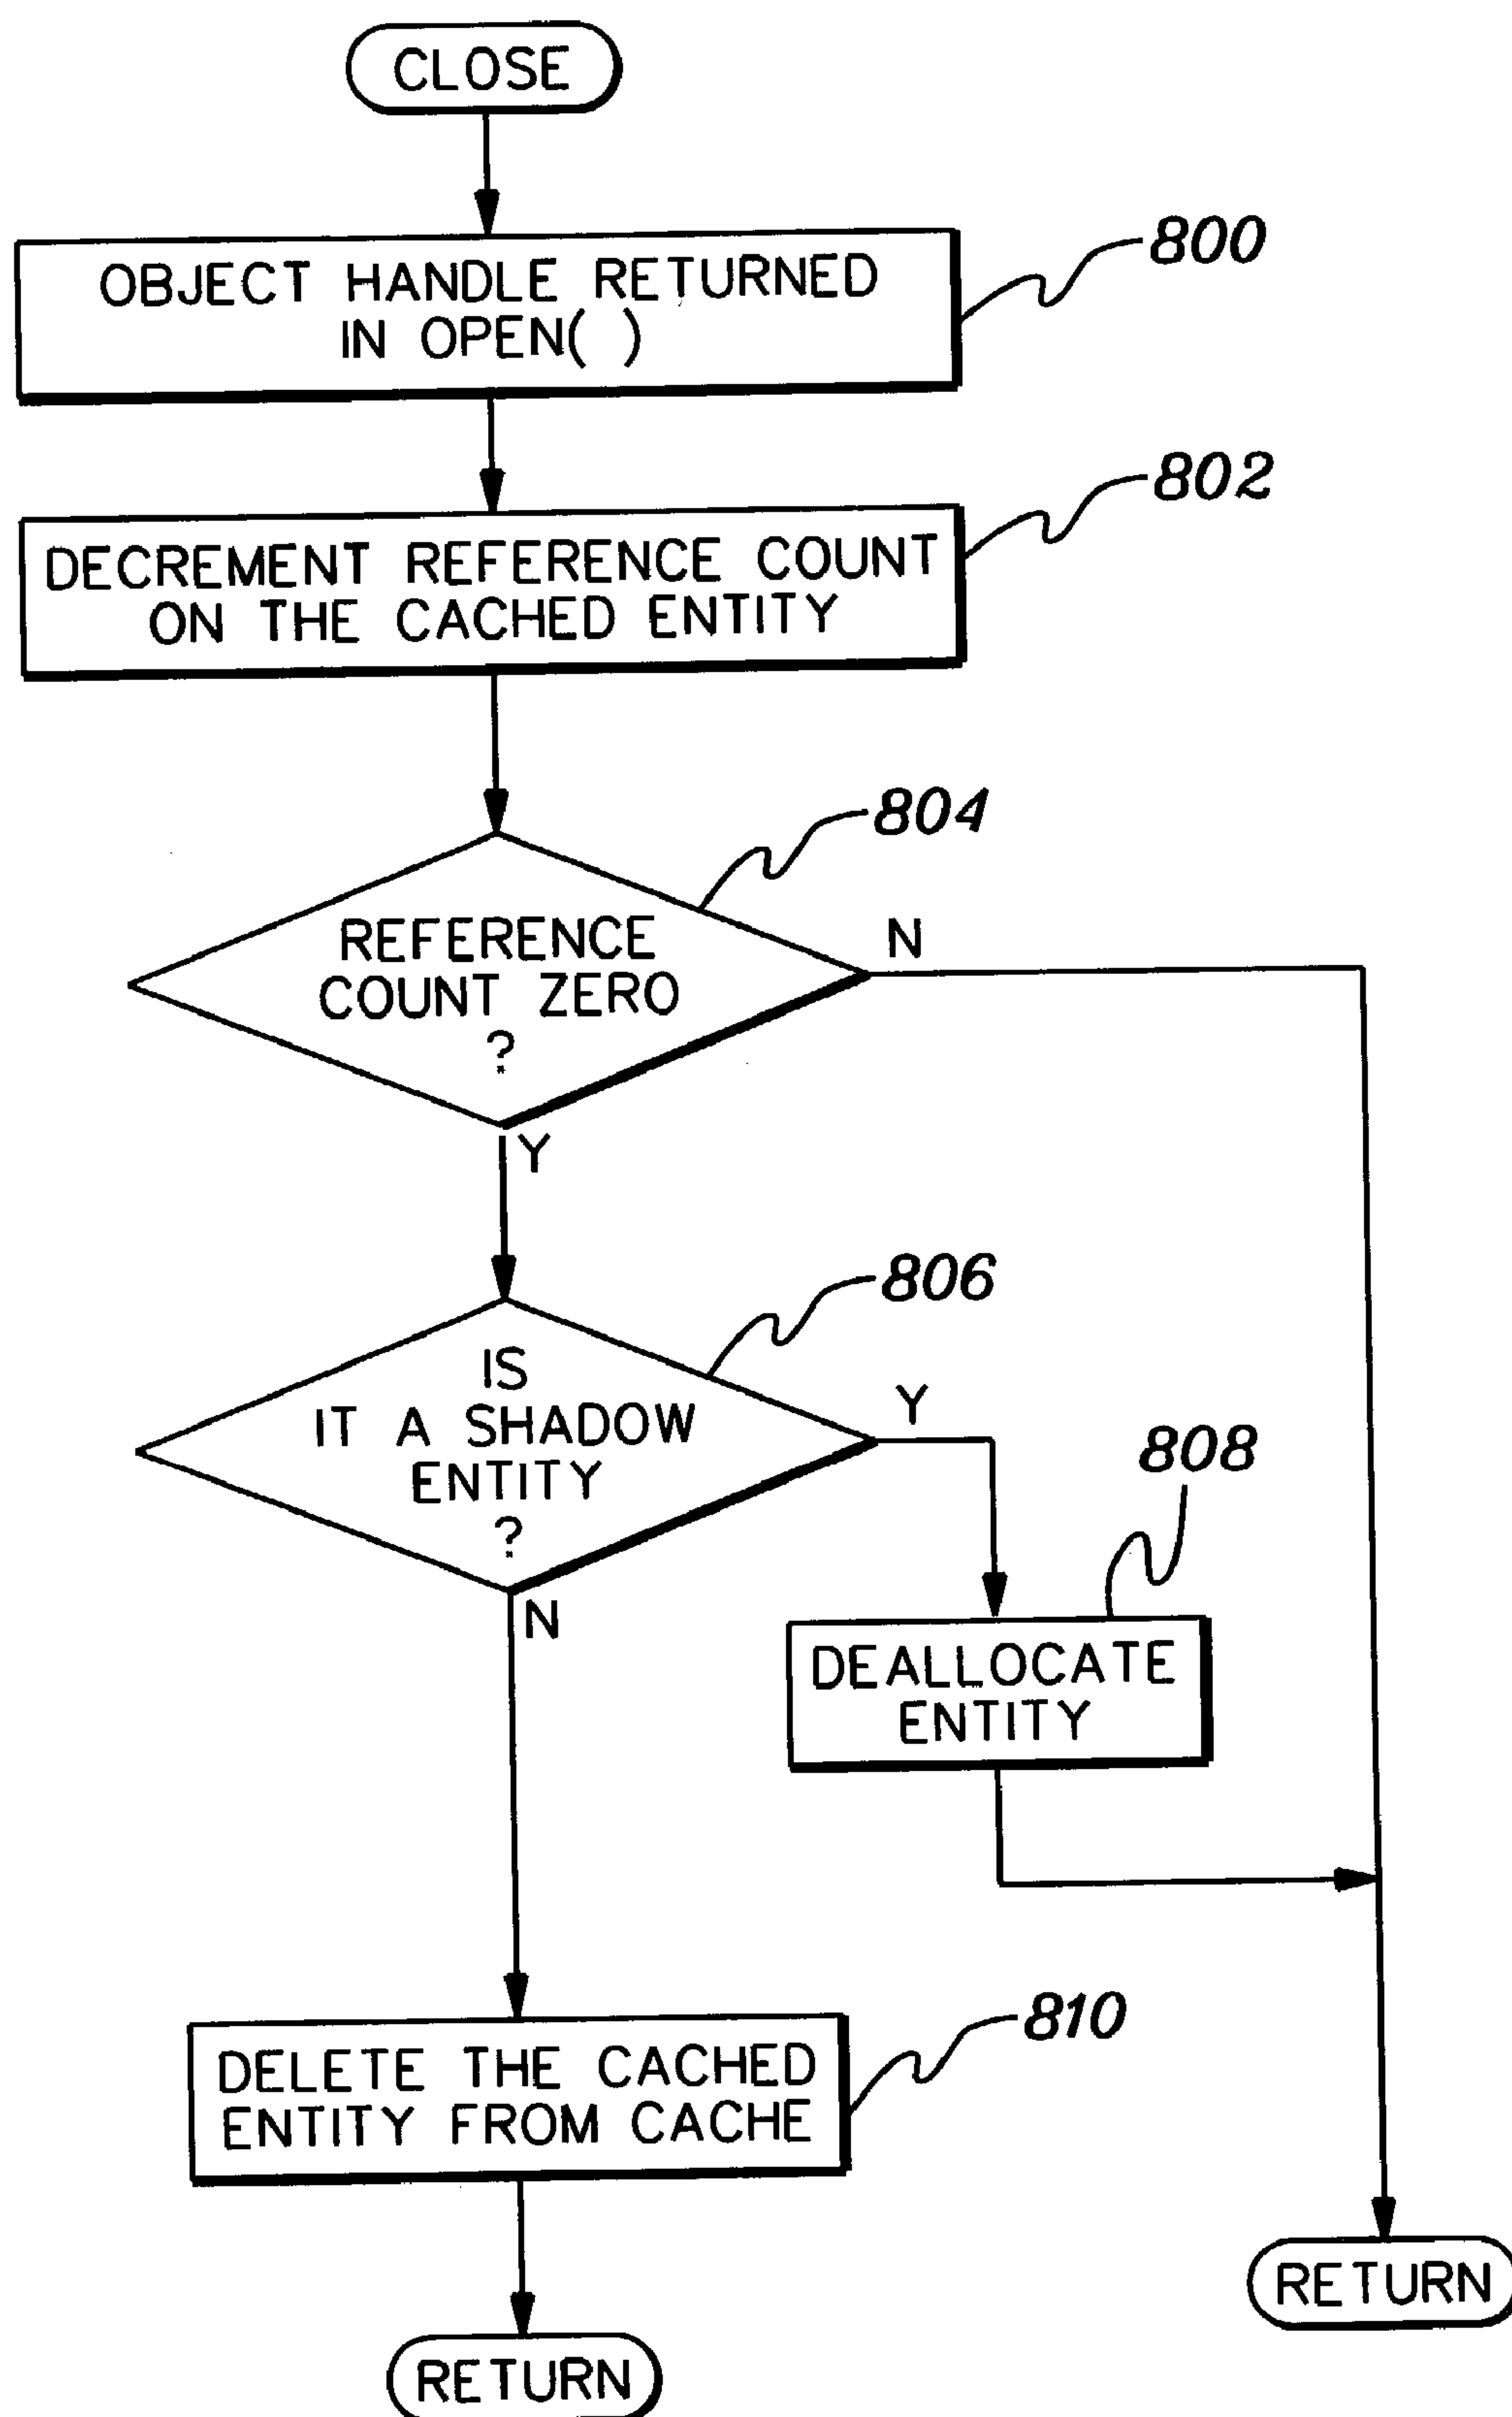 CLOSE
OBJECT HANDLE RETURNED
IN OPEN( )
800
DECREMENT REFERENCE COUNT
ON THE CACHED ENTITY
802
804
REFERENCE
COUNT ZERO
?
N
Y
806
IS
IT A SHADOW
ENTITY
?
Y
N
808
DEALLOCATE
ENTITY
810
DELETE THE CACHED
ENTITY FROM CACHE
RETURN
RETURN